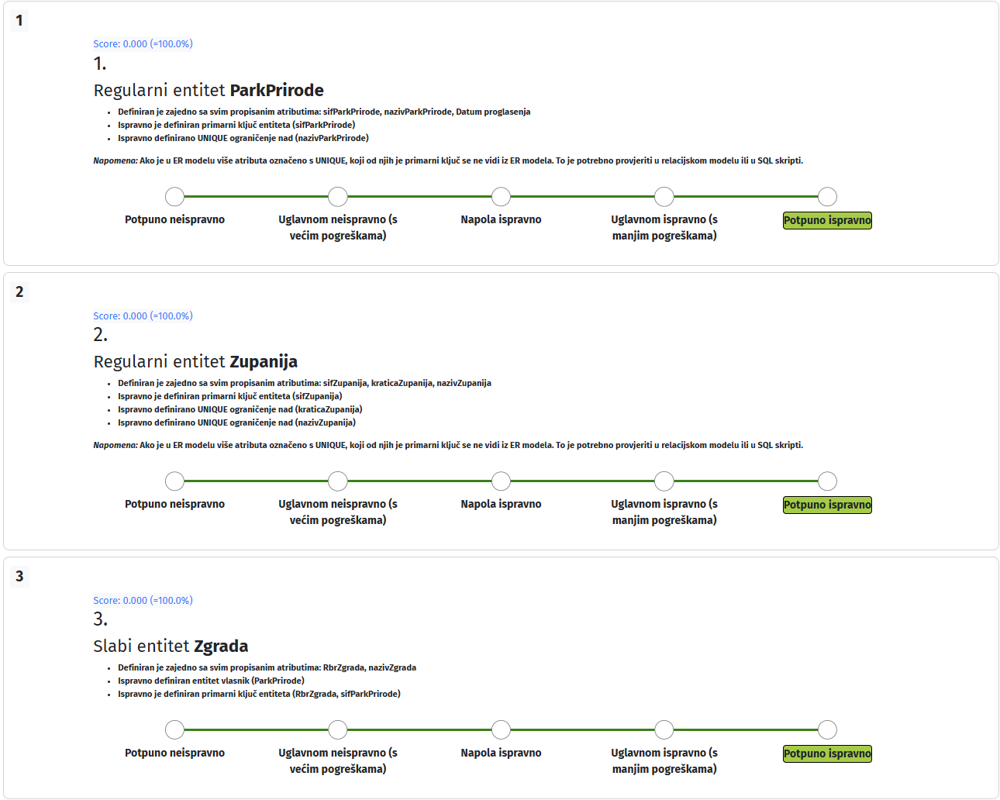 1
Score: 0.000 (=100.0%)
1.
Regularni entitet ParkPrirode
• Definiran je zajedno sa svim propisanim atributima: sifParkPrirode, nazivParkPrirode, Datum proglasenja
• Ispravno je definiran primarni ključ entiteta (sifParkPrirode)
• Ispravno definirano UNIQUE ograničenje nad (nazivParkPrirode)
Napomena: Ako je u ER modelu više atributa označeno s UNIQUE, koji od njih je primarni ključ se ne vidi iz ER modela. To je potrebno provjeriti u relacijskom modelu ili u SQL skripti.
Potpuno neispravno
Uglavnom neispravno (s
većim pogreškama)
Napola ispravno
Uglavnom ispravno (s
manjim pogreškama)
Potpuno ispravno
2
Score: 0.000 (=100.0%)
2.
Regularni entitet Zupanija
• Definiran je zajedno sa svim propisanim atributima: sifZupanija, kraticaZupanija, nazivZupanija
• Ispravno je definiran primarni ključ entiteta (sifZupanija)
• Ispravno definirano UNIQUE ograničenje nad (kraticaZupanija)
• Ispravno definirano UNIQUE ograničenje nad (nazivZupanija)
Napomena: Ako je u ER modelu više atributa označeno s UNIQUE, koji od njih je primarni ključ se ne vidi iz ER modela. To je potrebno provjeriti u relacijskom modelu ili u SQL skripti.
Potpuno neispravno
Uglavnom neispravno (s
većim pogreškama)
Napola ispravno
Uglavnom ispravno (s
manjim pogreškama)
Potpuno ispravno
3
Score: 0.000 (=100.0%)
3.
Slabi entitet Zgrada
• Definiran je zajedno sa svim propisanim atributima: RbrZgrada, nazivZgrada
• Ispravno definiran entitet vlasnik (ParkPrirode)
• Ispravno je definiran primarni ključ entiteta (RbrZgrada, sifParkPrirode)
Potpuno neispravno
Uglavnom neispravno (s
većim pogreškama)
Napola ispravno
Uglavnom ispravno (s
manjim pogreškama)
Potpuno ispravno